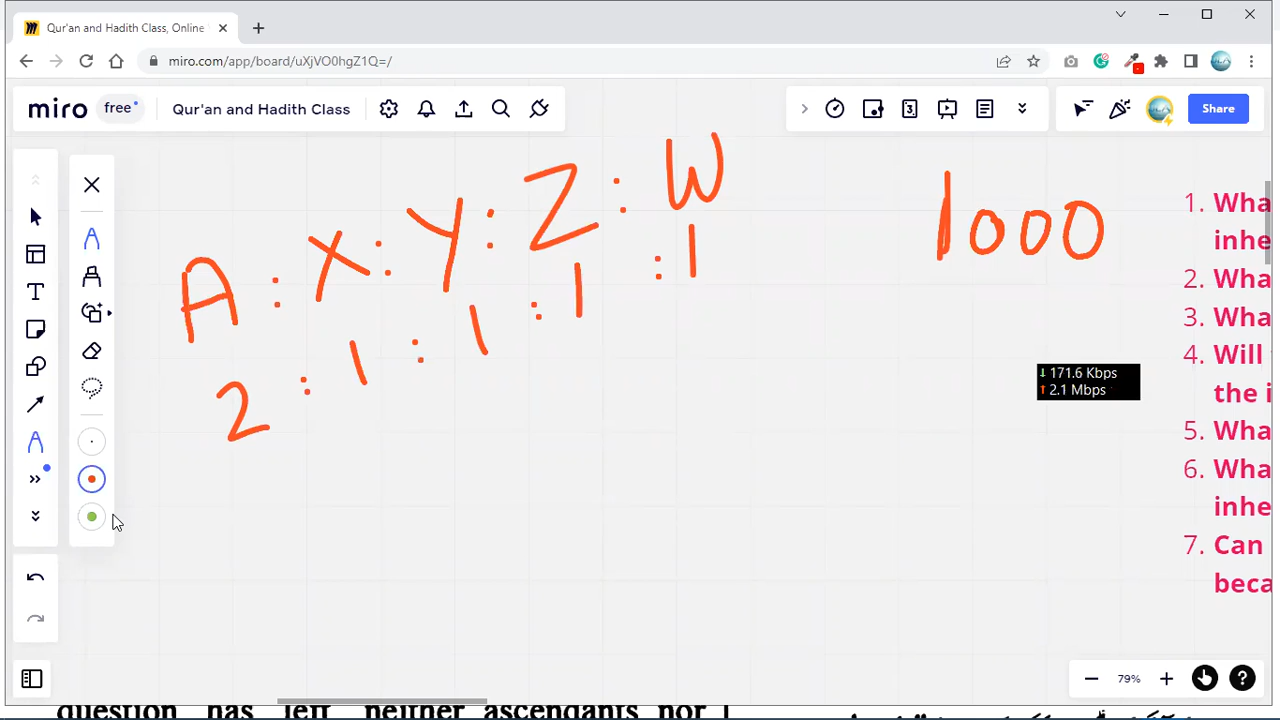 Qur'an and Hadith Class, Online
miro.com/app/board/uXjVO0hgZ1Q=/
miro free Qur'an and Hadith Class
3
Share
A : X : Y : Z : W
2 : 1 : 1 : 1 : 1
1000
↓ 171.6 Kbps
↑ 2.1 Mbps
1. Wha
inhe
2. Wha
3. Wha
4. Will
the i
5. Wha
6. Wha
inhe
7. Can
beca
79%
question has left neither ascendants nor